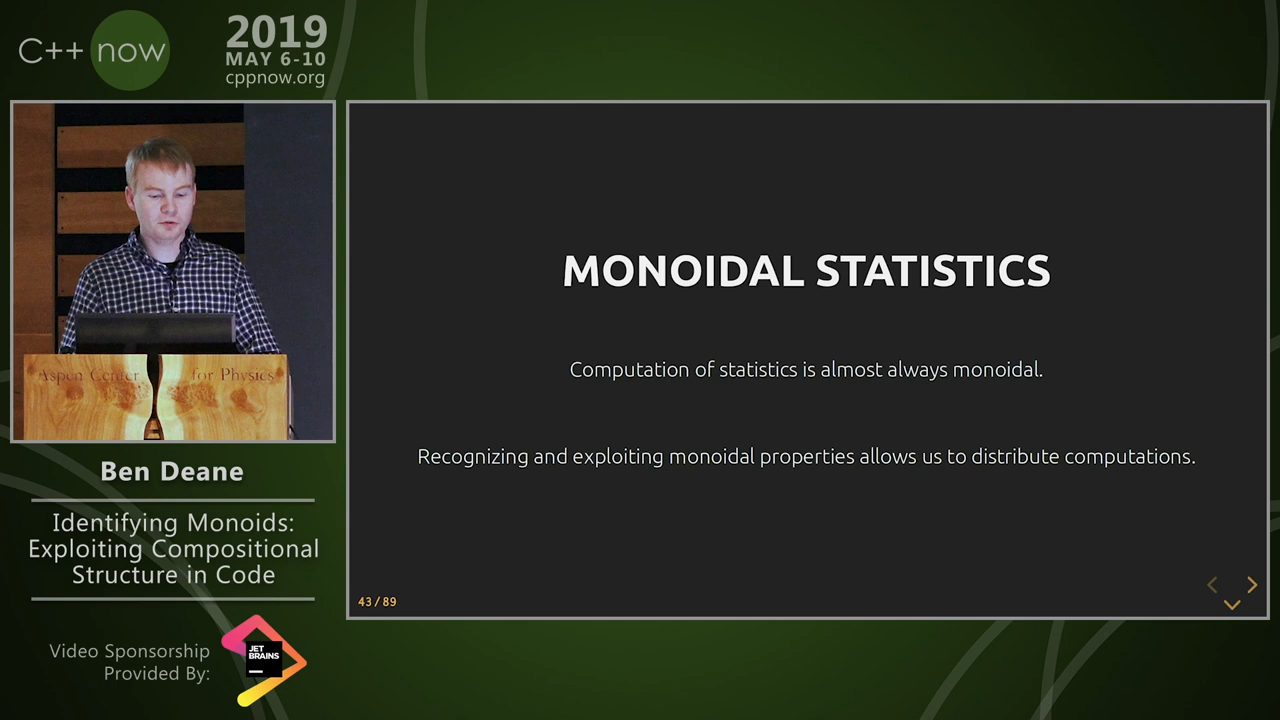 C++ now
2019
MAY 6-10
cppnow.org
Aspen Center for Physics
Ben Deane
Identifying Monoids:
Exploiting Compositional
Structure in Code
Video Sponsorship
Provided By:
JET
BRAINS
MONOIDAL STATISTICS
Computation of statistics is almost always monoidal.
Recognizing and exploiting monoidal properties allows us to distribute computations.
43 / 89